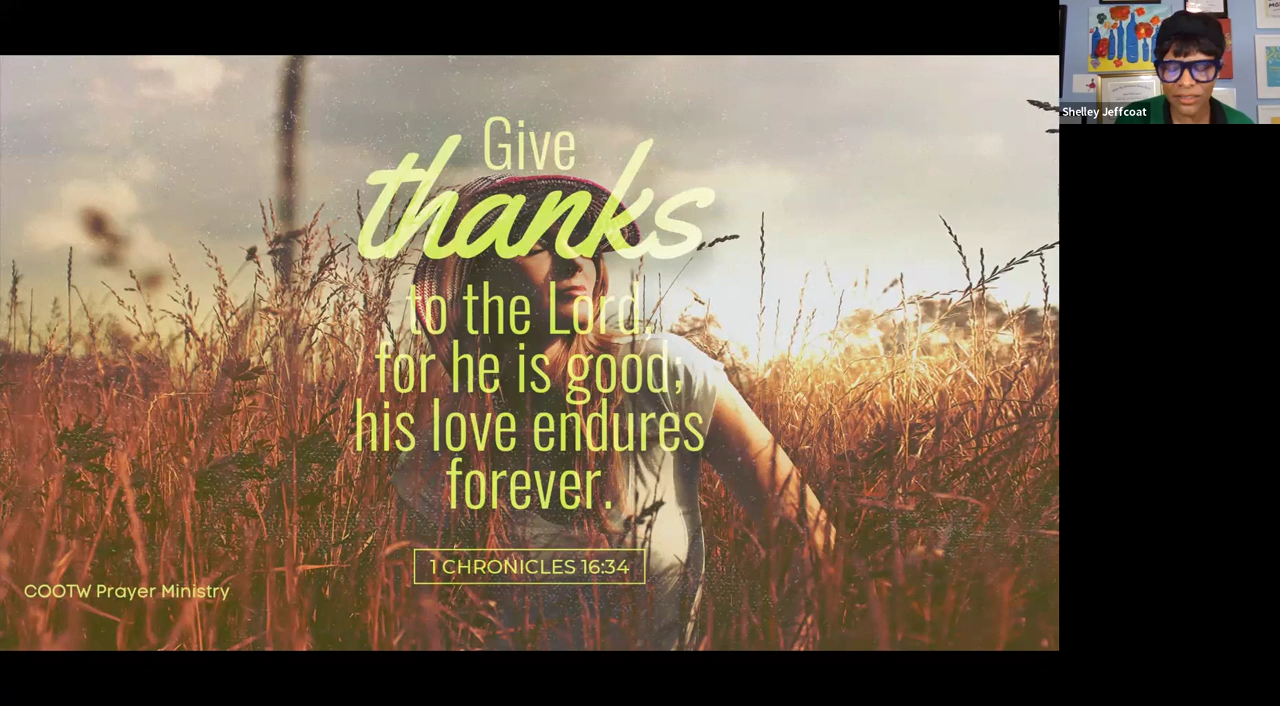 Give
thanks
to the Lord,
for he is good;
his love endures
forever.
1 CHRONICLES 16:34
COOTW Prayer Ministry
Shelley Jeffcoat